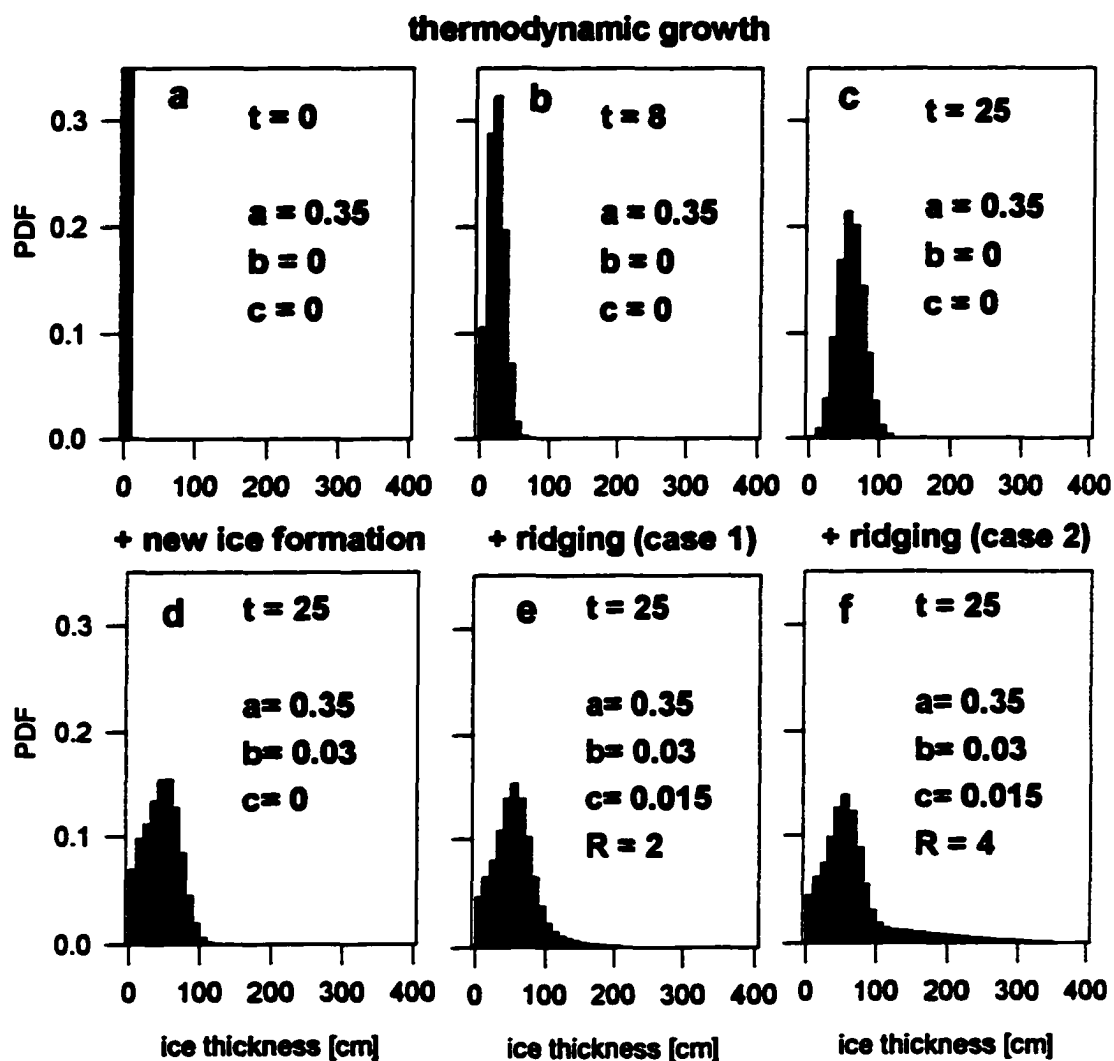 thermodynamic growth
a
t = 0
a = 0.35
b = 0
c = 0
b
t = 8
a = 0.35
b = 0
c = 0
c
t = 25
a = 0.35
b = 0
c = 0
PDF
0.3
0.2
0.1
0.0
0 100 200 300 400
0 100 200 300 400
0 100 200 300 400
+ new ice formation
+ ridging (case 1)
+ ridging (case 2)
d
t = 25
a= 0.35
b= 0.03
c= 0
e
t = 25
a= 0.35
b= 0.03
c= 0.015
R = 2
f
t = 25
a= 0.35
b= 0.03
c= 0.015
R = 4
PDF
0.3
0.2
0.1
0.0
0 100 200 300 400
0 100 200 300 400
0 100 200 300 400
ice thickness [cm]
ice thickness [cm]
ice thickness [cm]